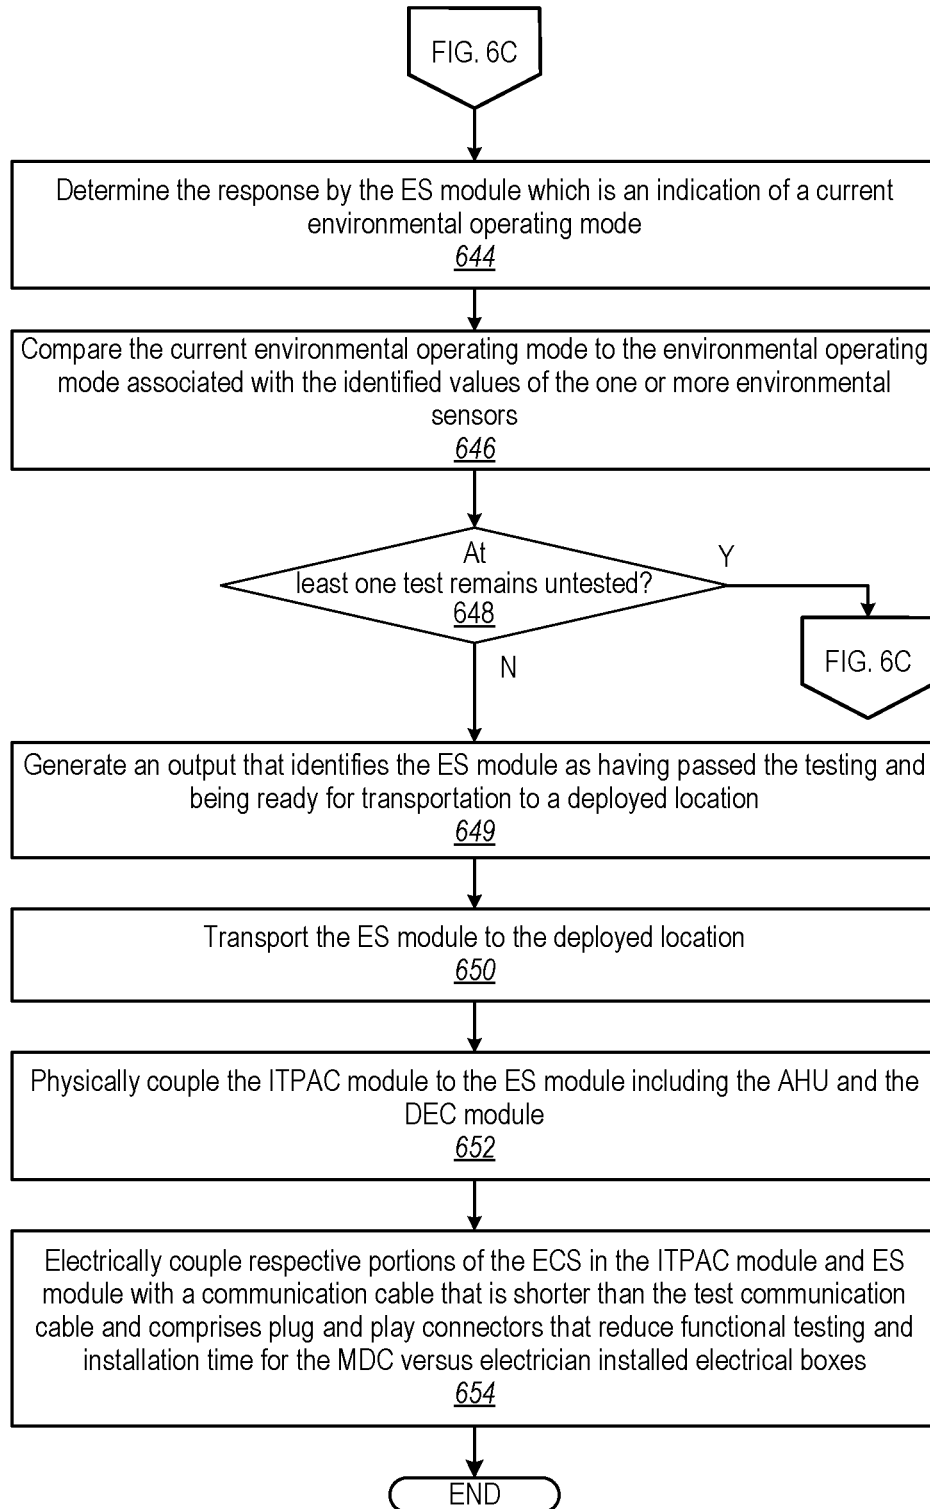 FIG. 6C
Determine the response by the ES module which is an indication of a current
environmental operating mode
644
Compare the current environmental operating mode to the environmental operating
mode associated with the identified values of the one or more environmental
sensors
646
At
least one test remains untested?
648
Y
FIG. 6C
N
Generate an output that identifies the ES module as having passed the testing and
being ready for transportation to a deployed location
649
Transport the ES module to the deployed location
650
Physically couple the ITPAC module to the ES module including the AHU and the
DEC module
652
Electrically couple respective portions of the ECS in the ITPAC module and ES
module with a communication cable that is shorter than the test communication
cable and comprises plug and play connectors that reduce functional testing and
installation time for the MDC versus electrician installed electrical boxes
654
END